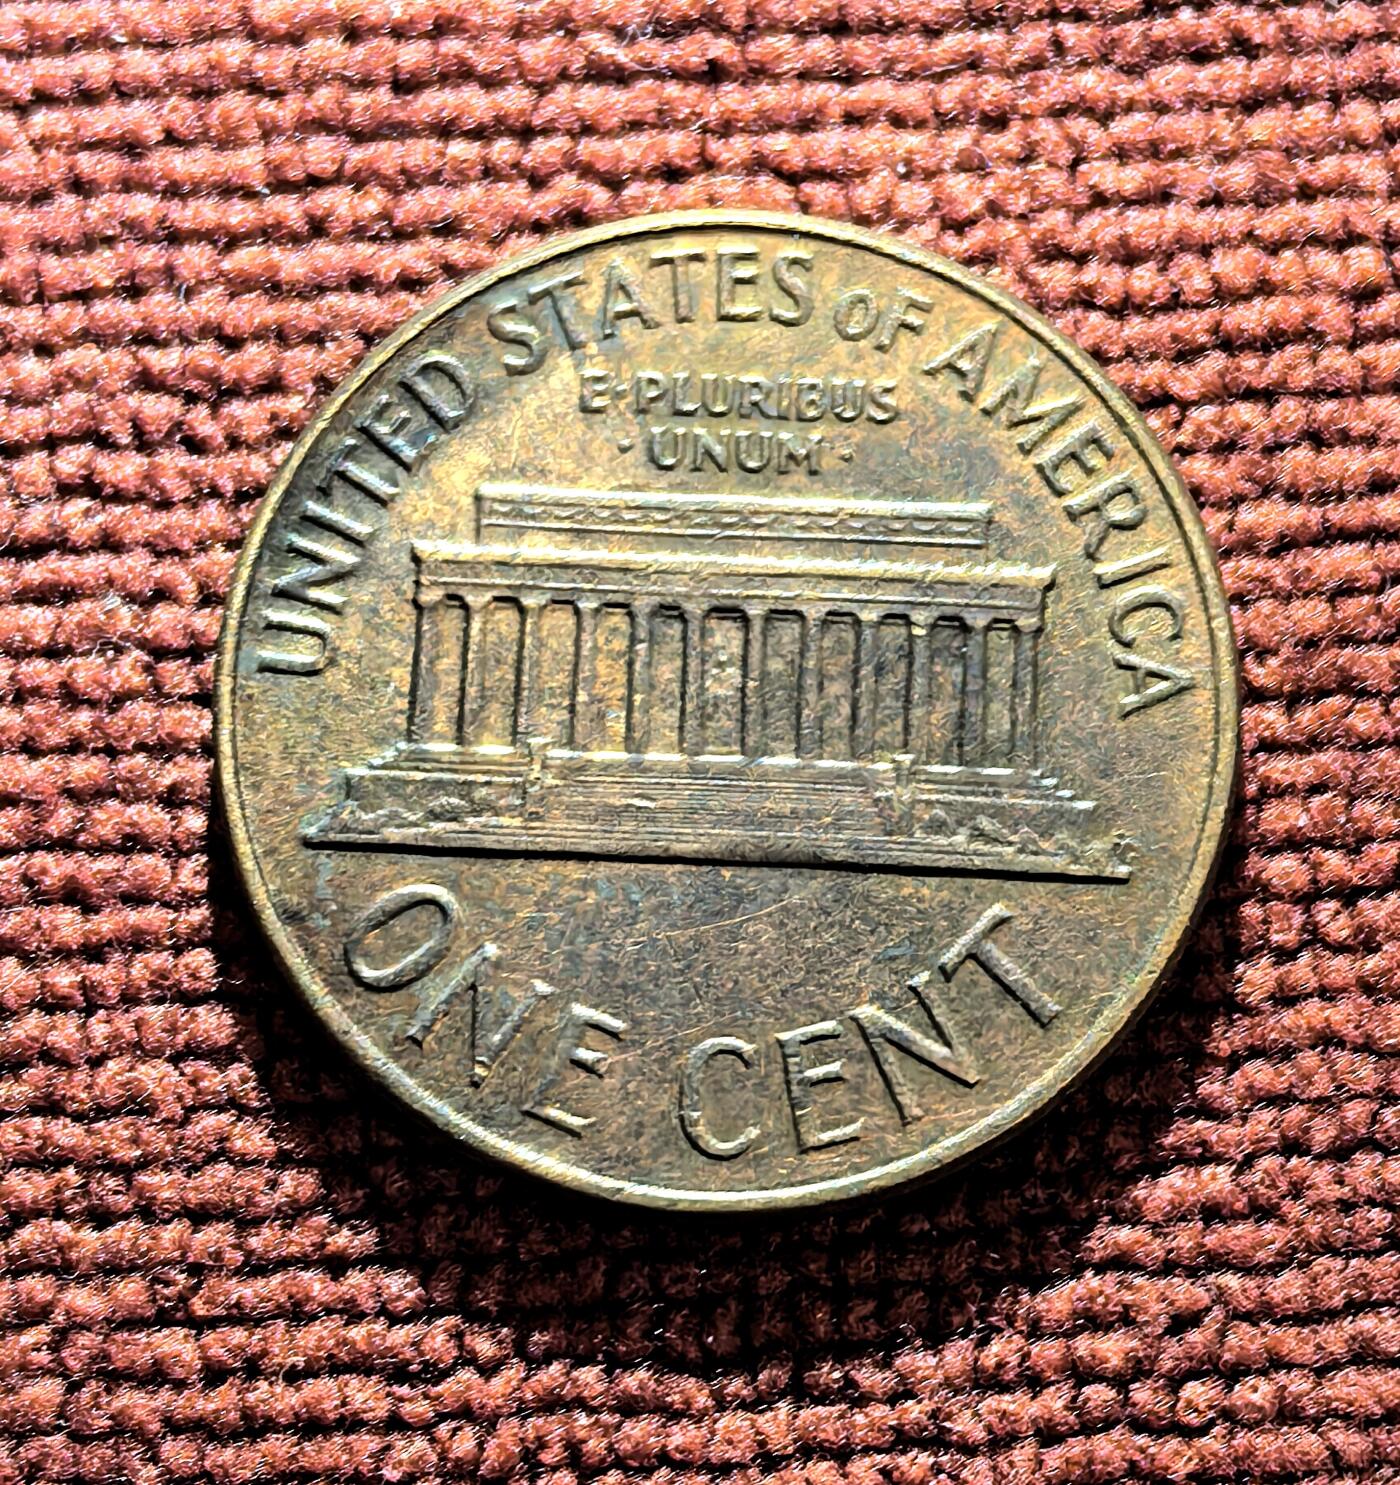 UNITED STATES OF AMERICA
E·PLURIBUS
·UNUM·
ONE CENT